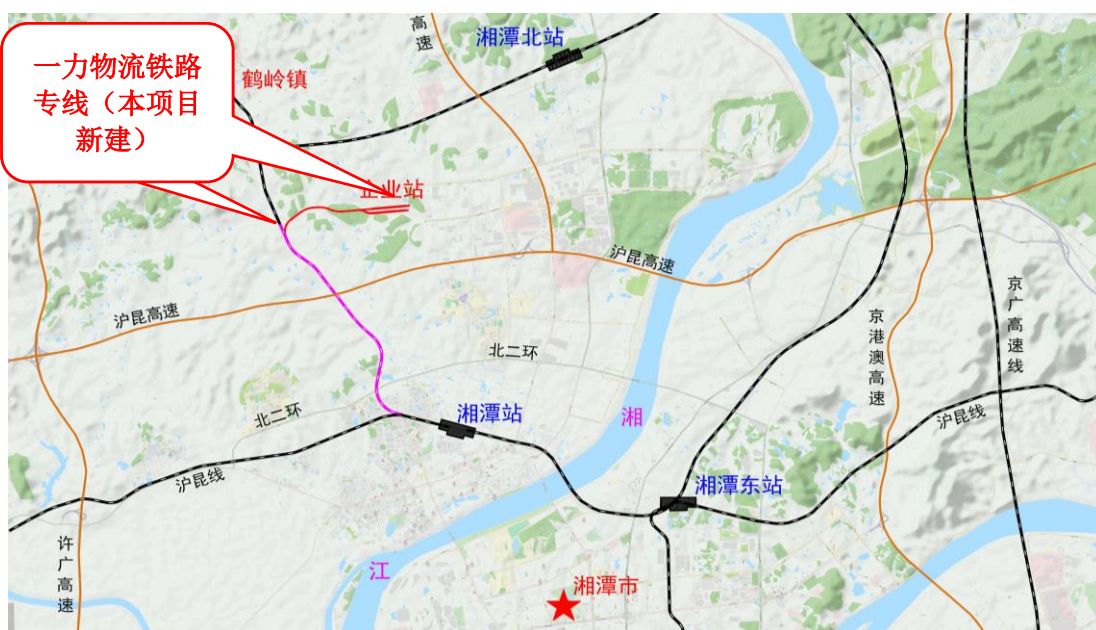 一力物流铁路
专线（本项目
新建）
高速
湘潭北站
鹤岭镇
企业站
沪昆高速
沪昆高速
京广高速线
京港澳高速
北二环
北二环
湘潭站
湘
沪昆线
沪昆线
湘潭东站
许广高速
江
湘潭市